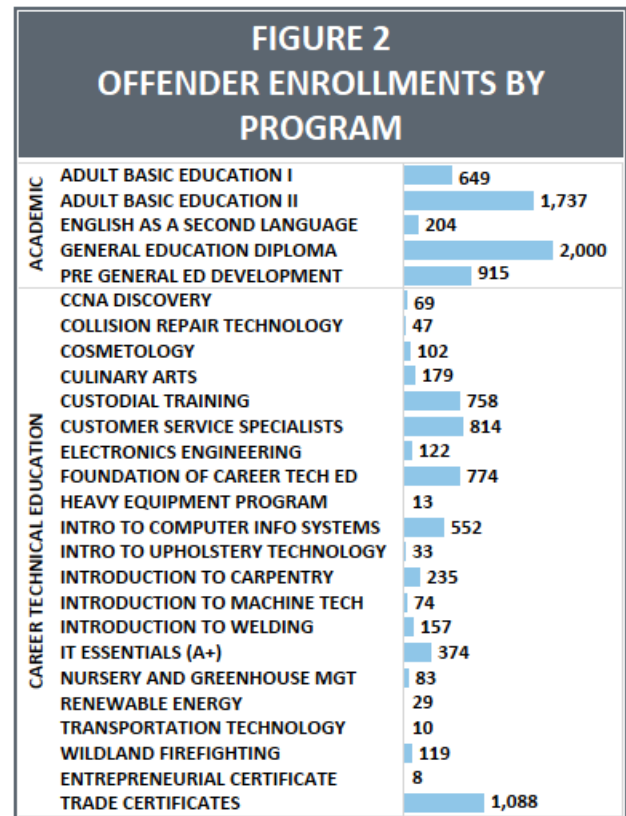 FIGURE 2
OFFENDER ENROLLMENTS BY
PROGRAM
ACADEMIC
ADULT BASIC EDUCATION I 649
ADULT BASIC EDUCATION II 1,737
ENGLISH AS A SECOND LANGUAGE 204
GENERAL EDUCATION DIPLOMA 2,000
PRE GENERAL ED DEVELOPMENT 915
CAREER TECHNICAL EDUCATION
CCNA DISCOVERY 69
COLLISION REPAIR TECHNOLOGY 47
COSMETOLOGY 102
CULINARY ARTS 179
CUSTODIAL TRAINING 758
CUSTOMER SERVICE SPECIALISTS 814
ELECTRONICS ENGINEERING 122
FOUNDATION OF CAREER TECH ED 774
HEAVY EQUIPMENT PROGRAM 13
INTRO TO COMPUTER INFO SYSTEMS 552
INTRO TO UPHOLSTERY TECHNOLOGY 33
INTRODUCTION TO CARPENTRY 235
INTRODUCTION TO MACHINE TECH 74
INTRODUCTION TO WELDING 157
IT ESSENTIALS (A+) 374
NURSERY AND GREENHOUSE MGT 83
RENEWABLE ENERGY 29
TRANSPORTATION TECHNOLOGY 10
WILDLAND FIREFIGHTING 119
ENTREPRENEURIAL CERTIFICATE 8
TRADE CERTIFICATES 1,088